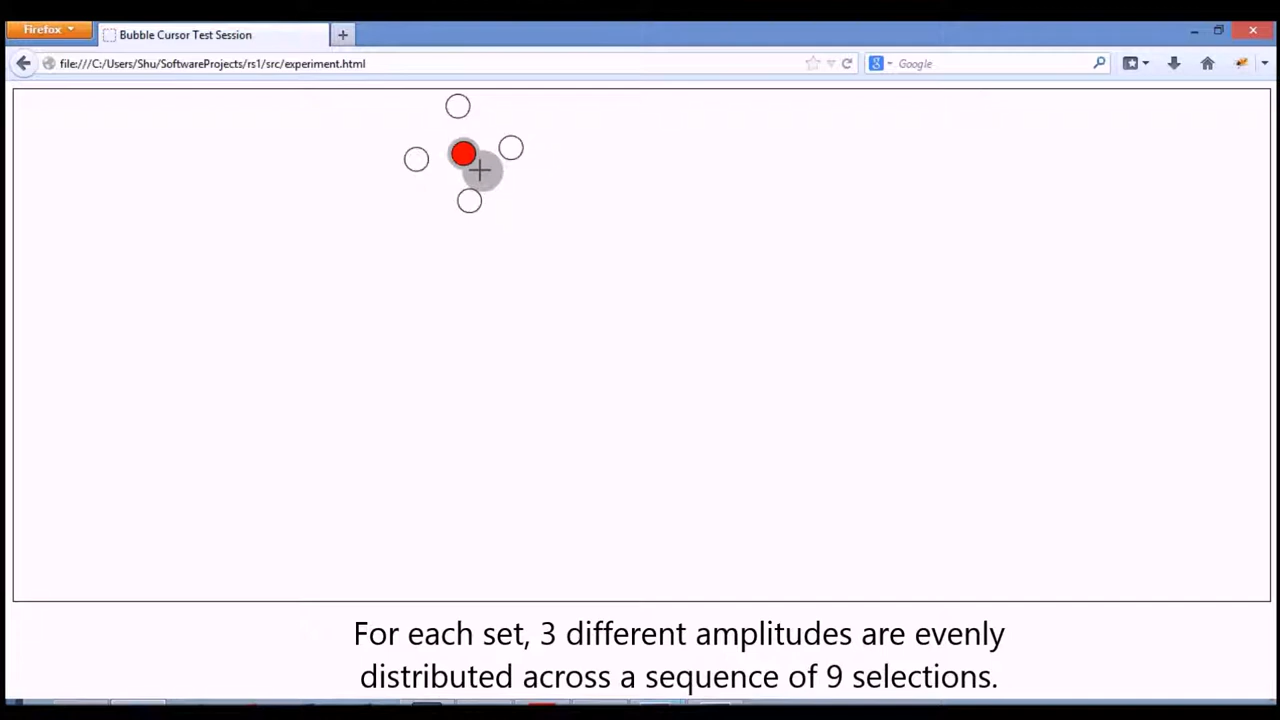 Firefox
Bubble Cursor Test Session
file:///C:/Users/Shu/SoftwareProjects/rs1/src/experiment.html
Google
For each set, 3 different amplitudes are evenly
distributed across a sequence of 9 selections.